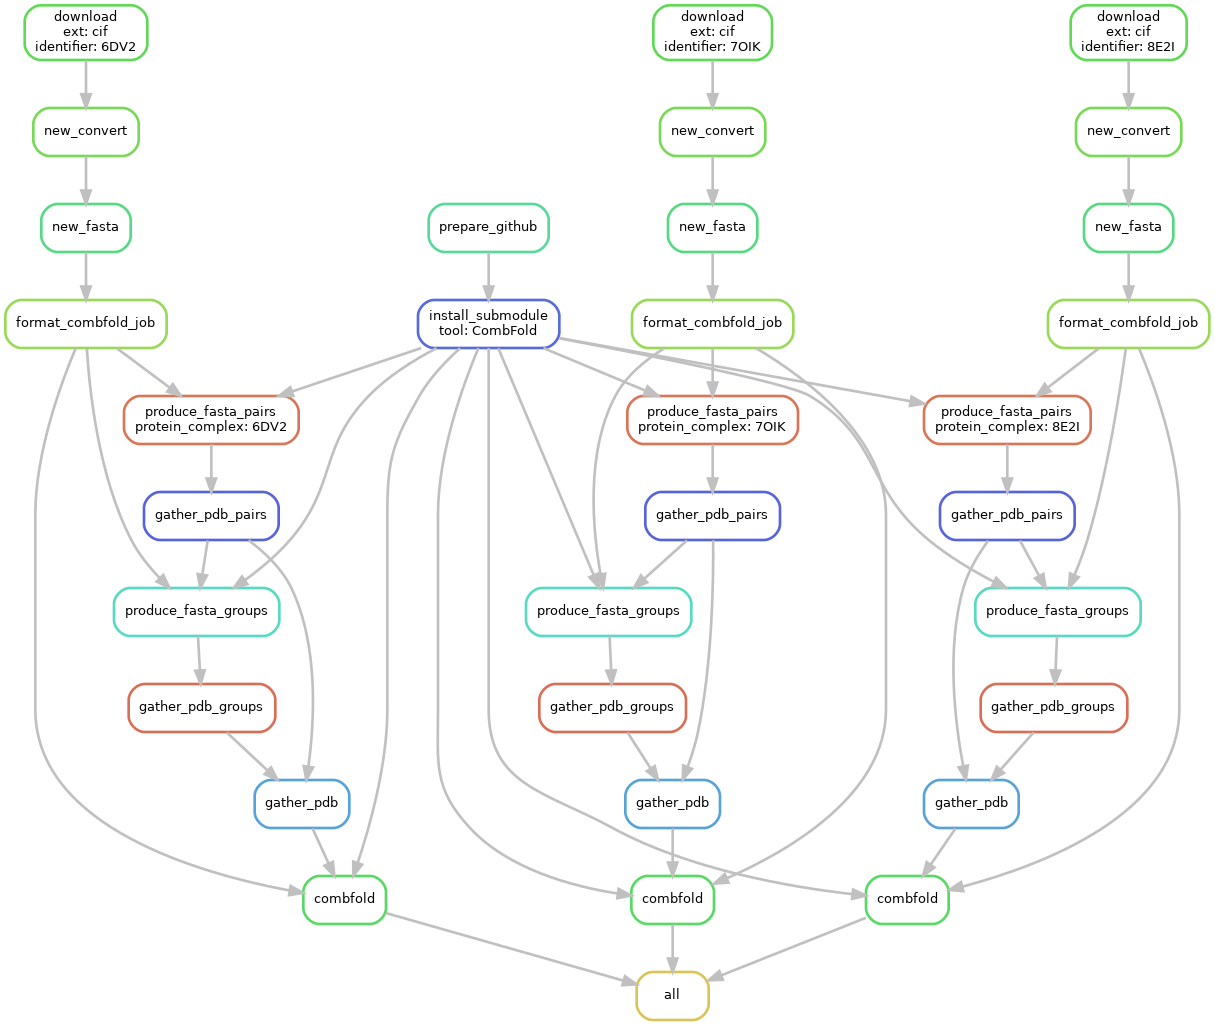 download
ext: cif
identifier: 6DV2
download
ext: cif
identifier: 7OIK
download
ext: cif
identifier: 8E2I
new_convert
new_convert
new_convert
new_fasta
prepare_github
new_fasta
new_fasta
format_combfold_job
install_submodule
tool: CombFold
format_combfold_job
format_combfold_job
produce_fasta_pairs
protein_complex: 6DV2
produce_fasta_pairs
protein_complex: 7OIK
produce_fasta_pairs
protein_complex: 8E2I
gather_pdb_pairs
gather_pdb_pairs
gather_pdb_pairs
produce_fasta_groups
produce_fasta_groups
produce_fasta_groups
gather_pdb_groups
gather_pdb_groups
gather_pdb_groups
gather_pdb
gather_pdb
gather_pdb
combfold
combfold
combfold
all